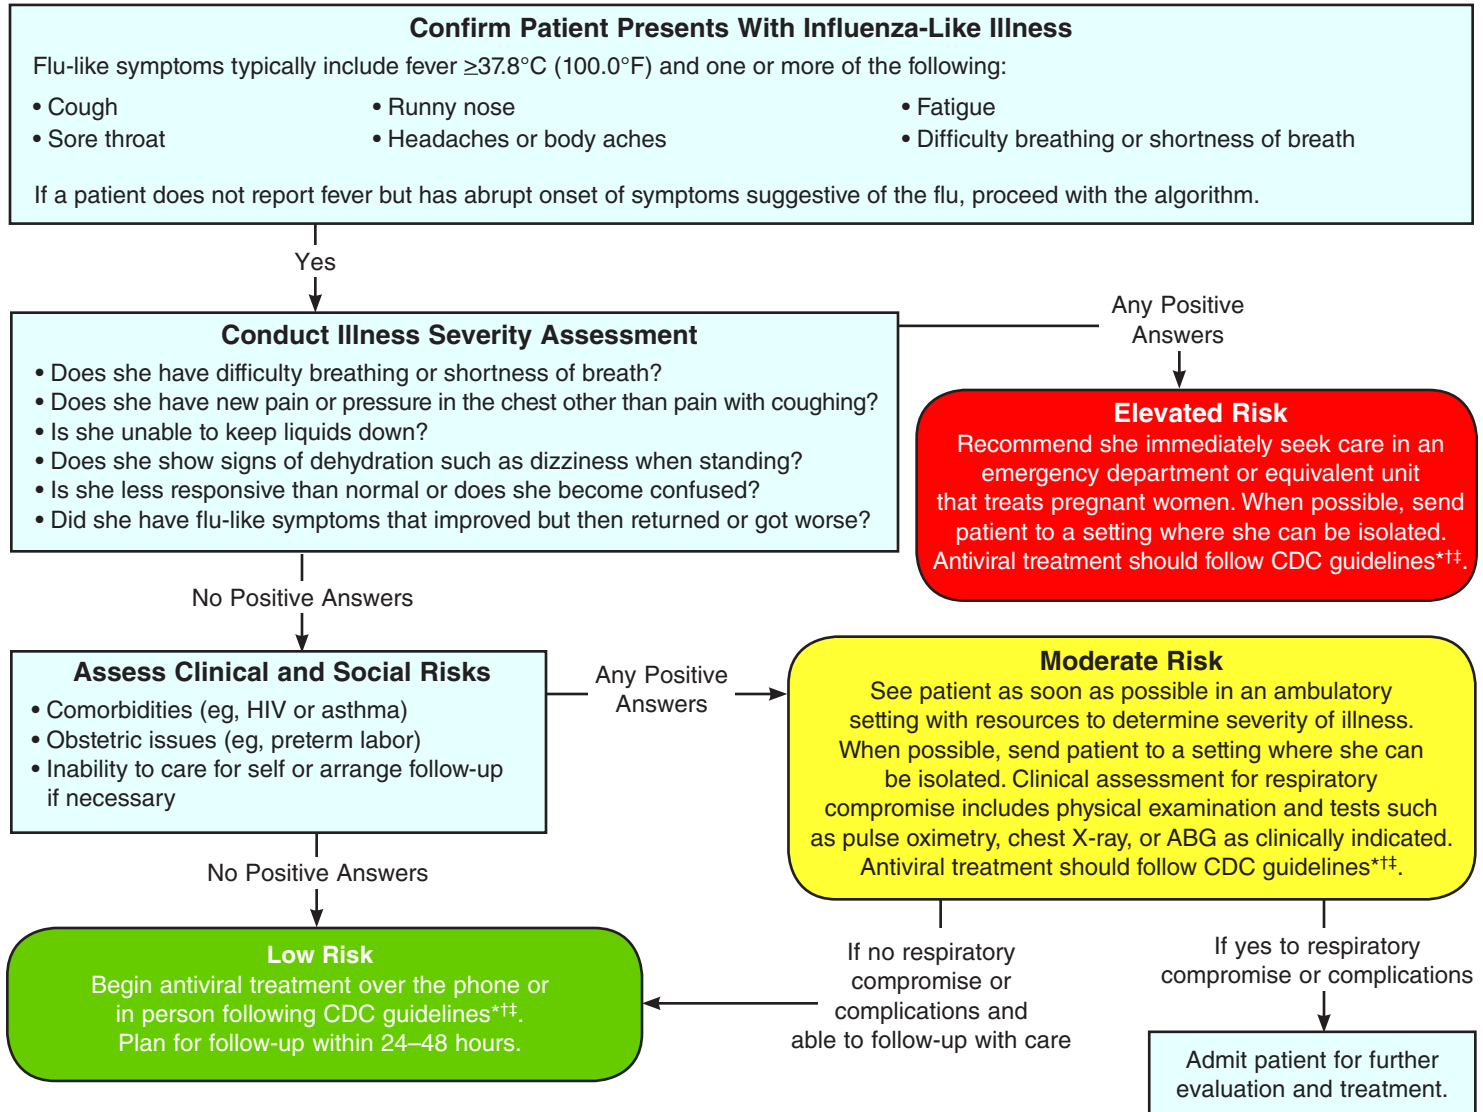 Confirm Patient Presents With Influenza-Like Illness
Flu-like symptoms typically include fever ≥37.8°C (100.0°F) and one or more of the following:
• Cough
• Runny nose
• Fatigue
• Sore throat
• Headaches or body aches
• Difficulty breathing or shortness of breath
If a patient does not report fever but has abrupt onset of symptoms suggestive of the flu, proceed with the algorithm.
Yes
Conduct Illness Severity Assessment
• Does she have difficulty breathing or shortness of breath?
• Does she have new pain or pressure in the chest other than pain with coughing?
• Is she unable to keep liquids down?
• Does she show signs of dehydration such as dizziness when standing?
• Is she less responsive than normal or does she become confused?
• Did she have flu-like symptoms that improved but then returned or got worse?
Any Positive
Answers
Elevated Risk
Recommend she immediately seek care in an
emergency department or equivalent unit
that treats pregnant women. When possible, send
patient to a setting where she can be isolated.
Antiviral treatment should follow CDC guidelines*†‡.
No Positive Answers
Assess Clinical and Social Risks
• Comorbidities (eg, HIV or asthma)
• Obstetric issues (eg, preterm labor)
• Inability to care for self or arrange follow-up
if necessary
Any Positive
Answers
Moderate Risk
See patient as soon as possible in an ambulatory
setting with resources to determine severity of illness.
When possible, send patient to a setting where she can
be isolated. Clinical assessment for respiratory
compromise includes physical examination and tests such
as pulse oximetry, chest X-ray, or ABG as clinically indicated.
Antiviral treatment should follow CDC guidelines*†‡.
No Positive Answers
Low Risk
Begin antiviral treatment over the phone or
in person following CDC guidelines*†‡.
Plan for follow-up within 24–48 hours.
If no respiratory
compromise or
complications and
able to follow-up with care
If yes to respiratory
compromise or complications
Admit patient for further
evaluation and treatment.